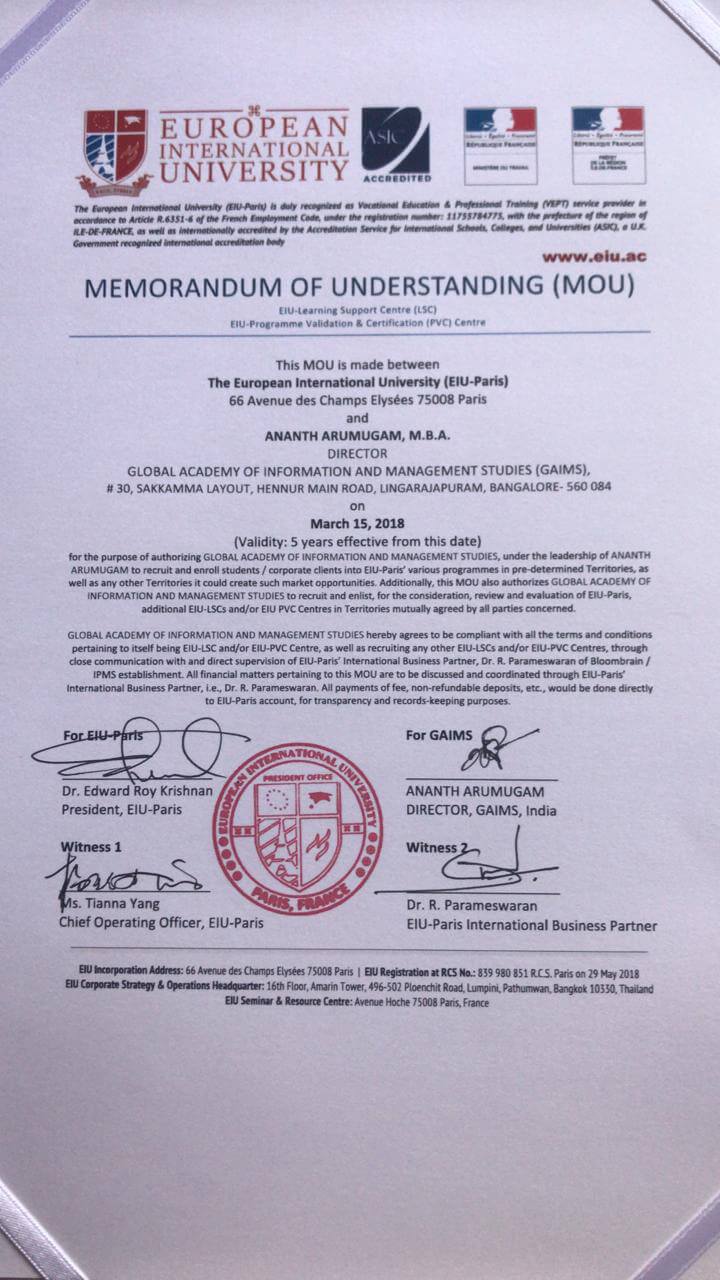 EUROPEAN
INTERNATIONAL
UNIVERSITY
ASIC
ACCREDITED
Liberté • Égalité • Fraternité
RÉPUBLIQUE FRANÇAISE
MINISTÈRE DU TRAVAIL
Liberté • Égalité • Fraternité
RÉPUBLIQUE FRANÇAISE
PRÉFET
DE LA RÉGION
ILE-DE-FRANCE
The European International University (EIU-Paris) is duly recognized as Vocational Education & Professional Training (VEPT) service provider in
accordance to Article R.6351-6 of the French Employment Code, under the registration number: 11755784775, with the prefecture of the region of
ILE-DE-FRANCE, as well as internationally accredited by the Accreditation Service for International Schools, Colleges, and Universities (ASIC), a U.K.
Government recognized international accreditation body
www.eiu.ac
MEMORANDUM OF UNDERSTANDING (MOU)
EIU-Learning Support Centre (LSC)
EIU-Programme Validation & Certification (PVC) Centre
This MOU is made between
The European International University (EIU-Paris)
66 Avenue des Champs Elysées 75008 Paris
and
ANANTH ARUMUGAM, M.B.A.
DIRECTOR
GLOBAL ACADEMY OF INFORMATION AND MANAGEMENT STUDIES (GAIMS),
# 30, SAKKAMMA LAYOUT, HENNUR MAIN ROAD, LINGARAJAPURAM, BANGALORE- 560 084
on
March 15, 2018
(Validity: 5 years effective from this date)
for the purpose of authorizing GLOBAL ACADEMY OF INFORMATION AND MANAGEMENT STUDIES, under the leadership of ANANTH
ARUMUGAM to recruit and enroll students / corporate clients into EIU-Paris' various programmes in pre-determined Territories, as
well as any other Territories it could create such market opportunities. Additionally, this MOU also authorizes GLOBAL ACADEMY OF
INFORMATION AND MANAGEMENT STUDIES to recruit and enlist, for the consideration, review and evaluation of EIU-Paris,
additional EIU-LSCs and/or EIU PVC Centres in Territories mutually agreed by all parties concerned.
GLOBAL ACADEMY OF INFORMATION AND MANAGEMENT STUDIES hereby agrees to be compliant with all the terms and conditions
pertaining to itself being EIU-LSC and/or EIU-PVC Centre, as well as recruiting any other EIU-LSCs and/or EIU-PVC Centres, through
close communication with and direct supervision of EIU-Paris' International Business Partner, Dr. R. Parameswaran of Bloombrain /
IPMS establishment. All financial matters pertaining to this MOU are to be discussed and coordinated through EIU-Paris'
International Business Partner, i.e., Dr. R. Parameswaran. All payments of fee, non-refundable deposits, etc., would be done directly
to EIU-Paris account, for transparency and records-keeping purposes.
For EIU-Paris
Dr. Edward Roy Krishnan
President, EIU-Paris
For GAIMS
ANANTH ARUMUGAM
DIRECTOR, GAIMS, India
EUROPEAN INTERNATIONAL UNIVERSITY
PRESIDENT OFFICE
PARIS, FRANCE
Witness 1
Ms. Tianna Yang
Chief Operating Officer, EIU-Paris
Witness 2
Dr. R. Parameswaran
EIU-Paris International Business Partner
EIU Incorporation Address: 66 Avenue des Champs Elysées 75008 Paris | EIU Registration at RCS No.: 839 980 851 R.C.S. Paris on 29 May 2018
EIU Corporate Strategy & Operations Headquarter: 16th Floor, Amarin Tower, 496-502 Ploenchit Road, Lumpini, Pathumwan, Bangkok 10330, Thailand
EIU Seminar & Resource Centre: Avenue Hoche 75008 Paris, France